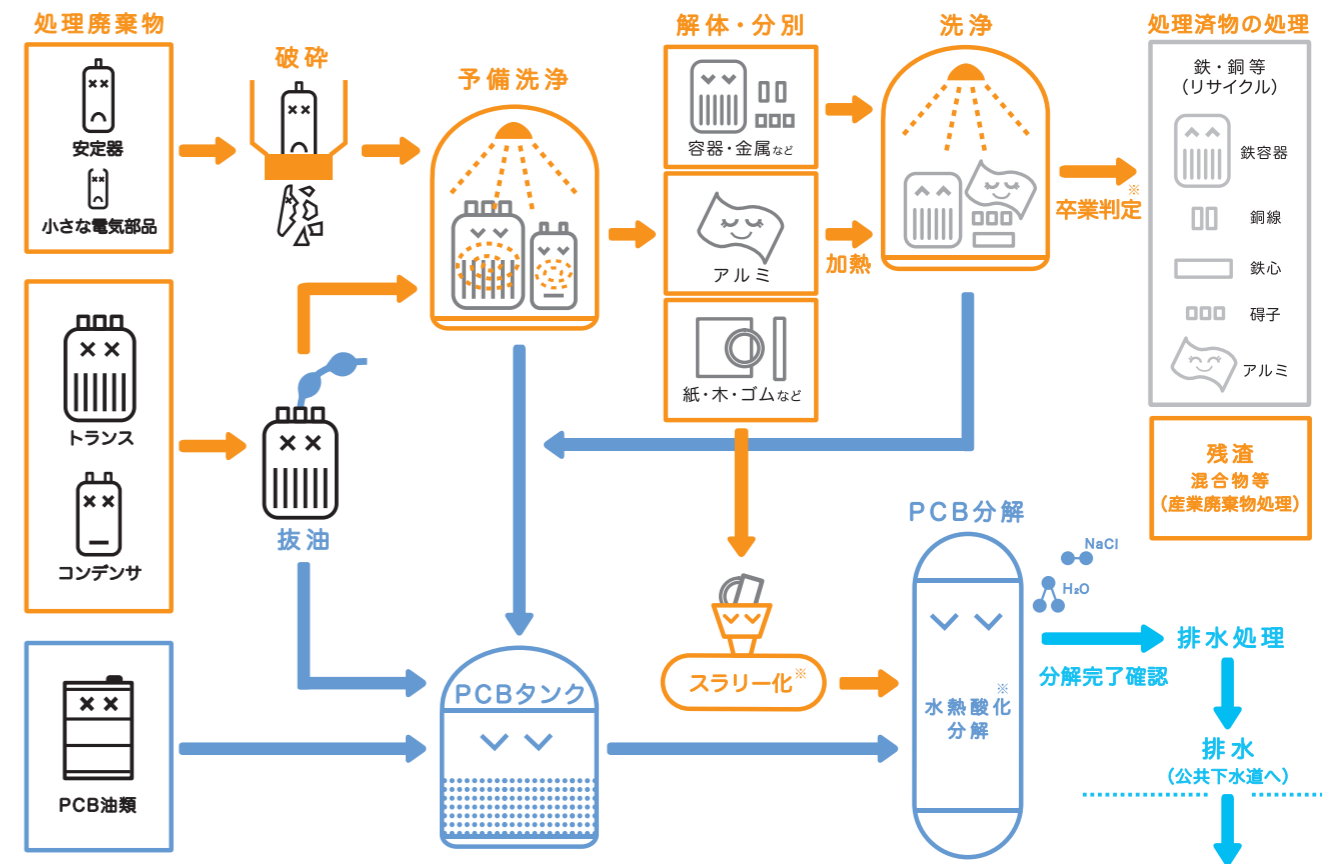 処理廃棄物
安定器
小さな電気部品
破砕
予備洗浄
解体・分別
容器・金属など
アルミ
紙・木・ゴムなど
加熱
洗浄
卒業判定※
処理済物の処理
鉄・銅等
(リサイクル)
鉄容器
銅線
鉄心
碍子
アルミ
残渣
混合物等
(産業廃棄物処理)
トランス
コンデンサ
抜油
PCB油類
PCBタンク
スラリー化※
PCB分解
水熱酸化※
分解
NaCl
H₂O
分解完了確認
排水処理
排水
(公共下水道へ)